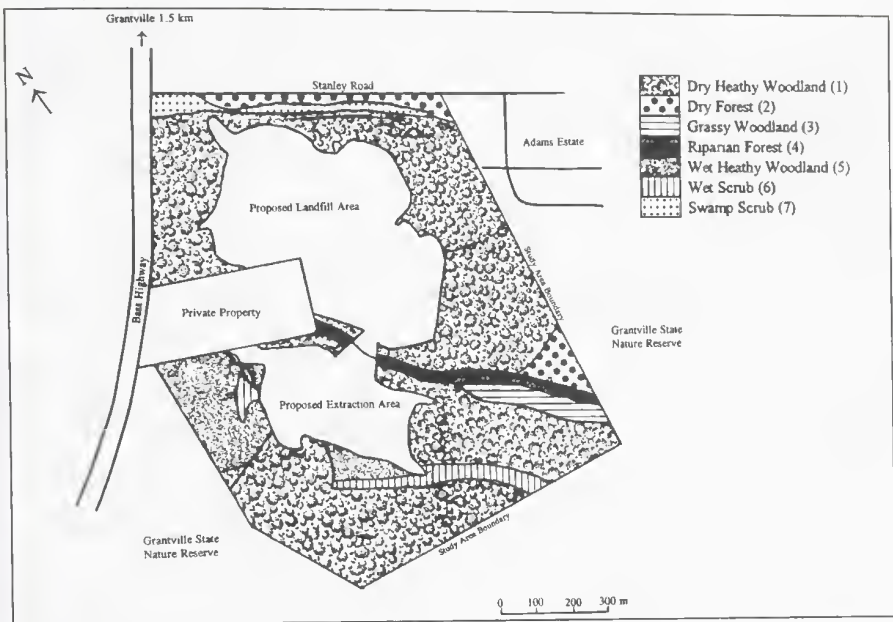 Grantville 1.5 km
N
Stanley Road
Dry Heathy Woodland (1)
Dry Forest (2)
Grassy Woodland (3)
Riparian Forest (4)
Wet Heathy Woodland (5)
Wet Scrub (6)
Swamp Scrub (7)
Adams Estate
Proposed Landfill Area
Study Area Boundary
Bass Highway
Private Property
Grantville State
Nature Reserve
Proposed Extraction Area
Grantville State
Nature Reserve
Study Area Boundary
0 100 200 300 m